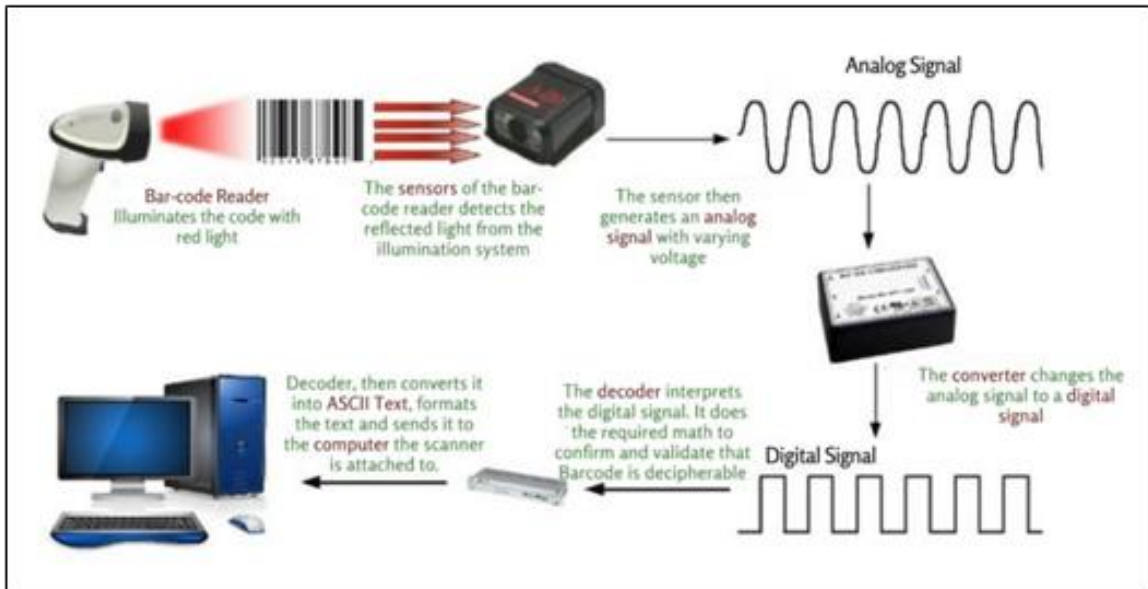 Analog Signal
Bar-code Reader
Illuminates the code with
red light
The sensors of the bar-
code reader detects the
reflected light from the
illumination system
The sensor then
generates an analog
signal with varying
voltage
The converter changes the
analog signal to a digital
signal
Digital Signal
The decoder interprets
the digital signal. It does
the required math to
confirm and validate that
Barcode is decipherable
Decoder, then converts it
into ASCII Text, formats
the text and sends it to
the computer the scanner
is attached to.